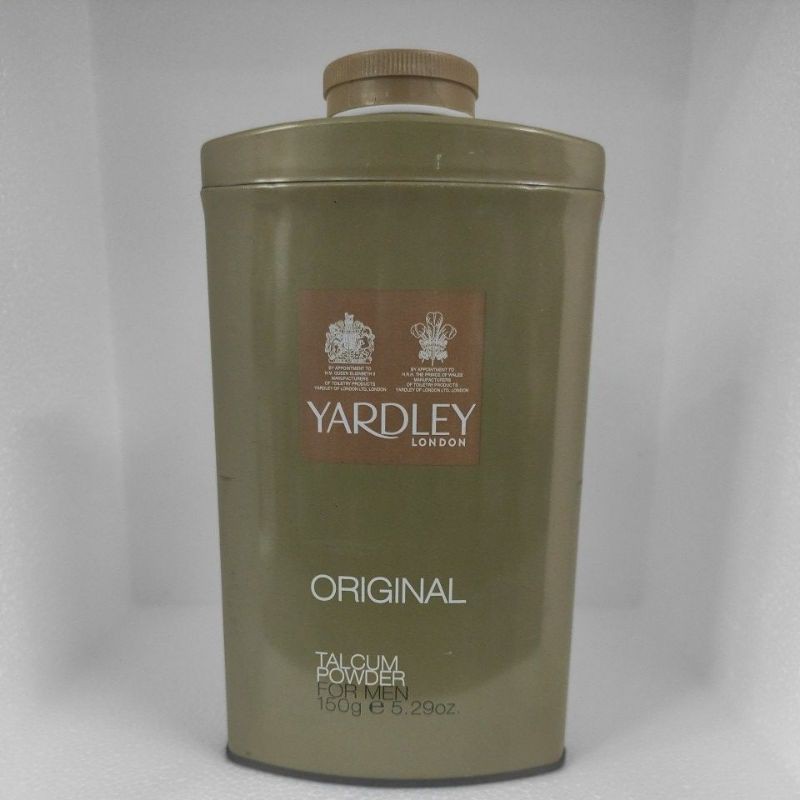 BY APPOINTMENT TO
H.M. QUEEN ELIZABETH II
MANUFACTURERS
OF TOILETRY PRODUCTS
YARDLEY OF LONDON LTD, LONDON
BY APPOINTMENT TO
H.R.H. THE PRINCE OF WALES
MANUFACTURERS
OF TOILETRY PRODUCTS
YARDLEY OF LONDON LTD, LONDON
YARDLEY
LONDON
ORIGINAL
TALCUM
POWDER
FOR MEN
150g e 5.29oz.